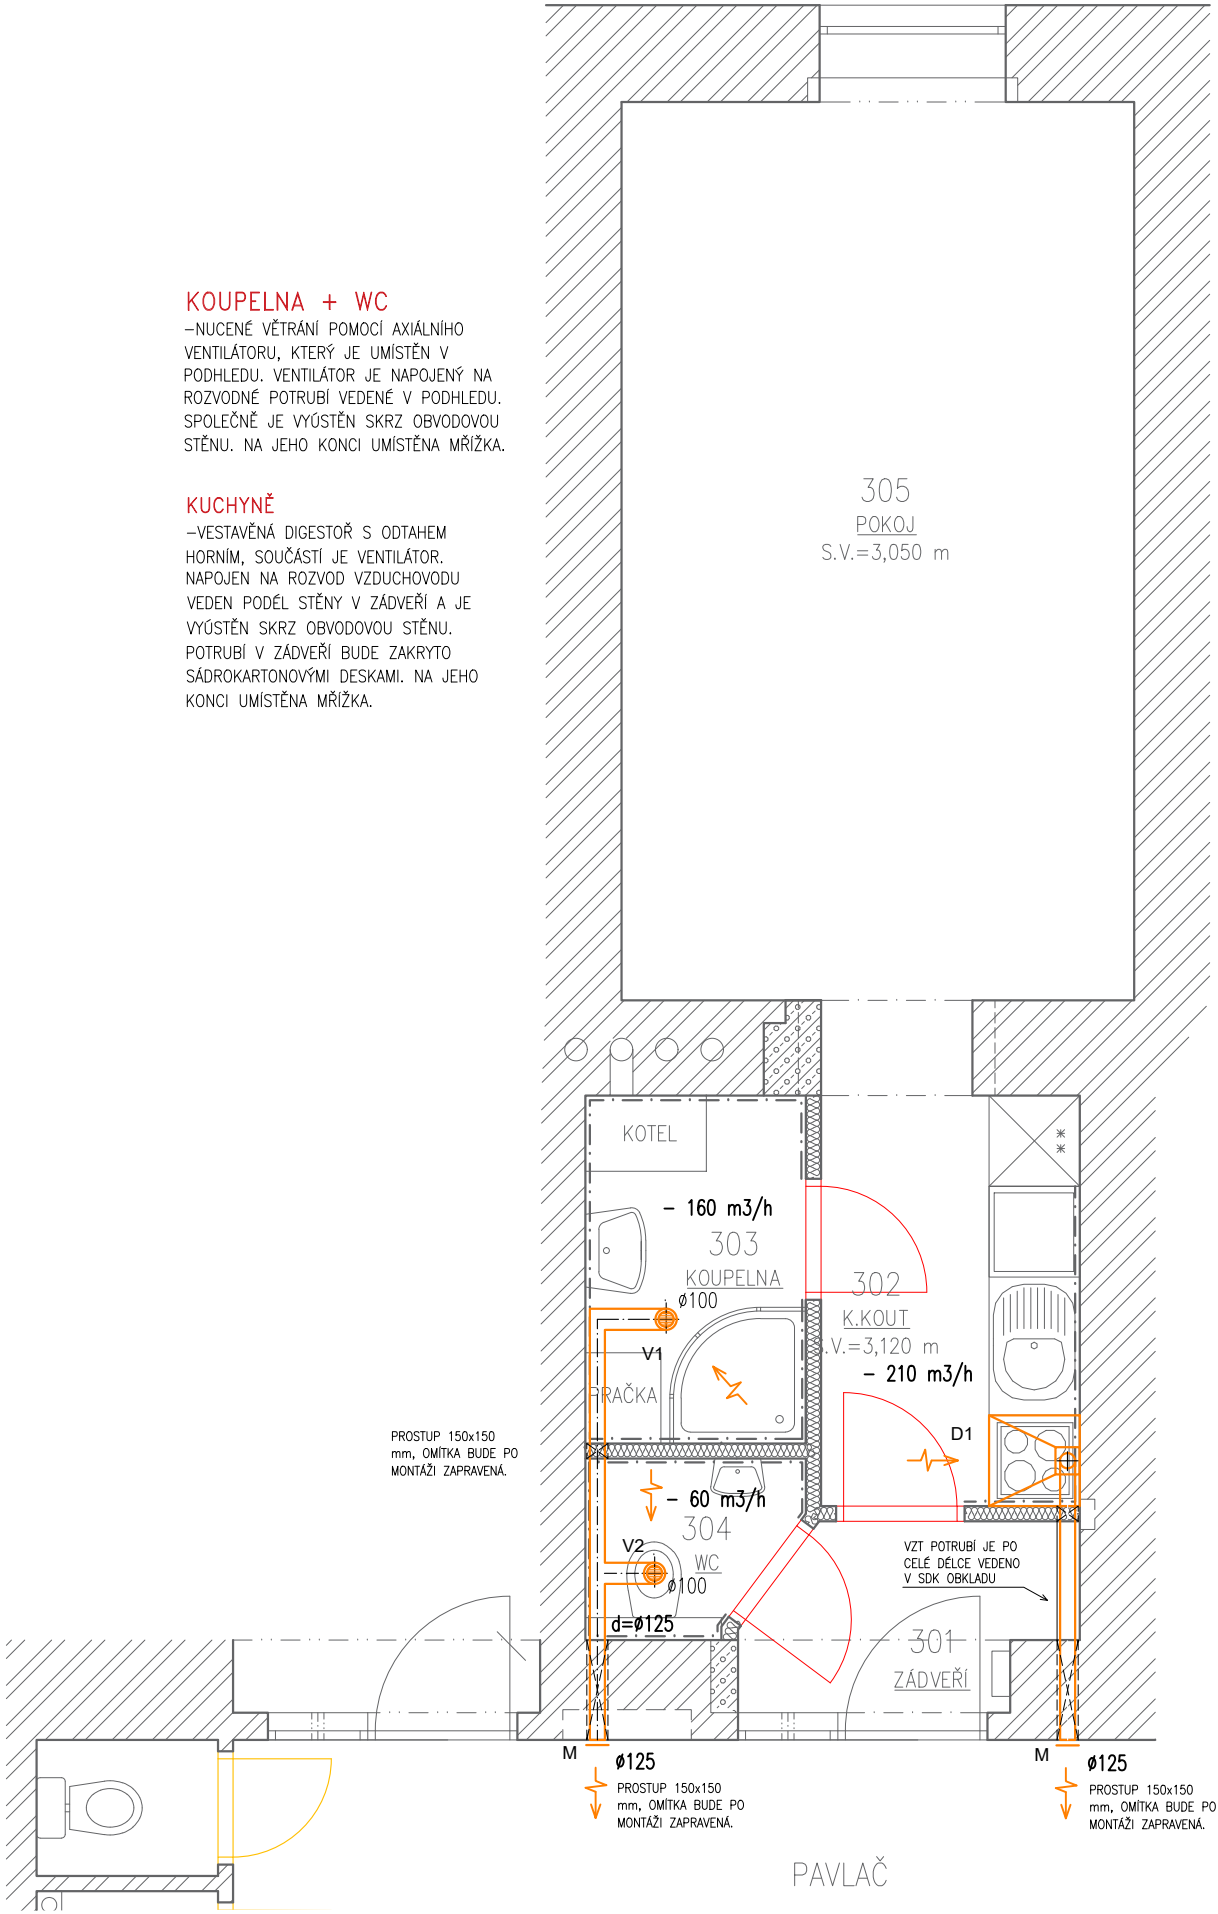 KOUPELNA + WC
-NUCENÉ VĚTRÁNÍ POMOCÍ AXIÁLNÍHO
VENTILÁTORU, KTERÝ JE UMÍSTĚN V
PODHLEDU. VENTILÁTOR JE NAPOJENÝ NA
ROZVODNÉ POTRUBÍ VEDENÉ V PODHLEDU.
SPOLEČNĚ JE VYÚSTĚN SKRZ OBVODOVOU
STĚNU. NA JEHO KONCI UMÍSTĚNA MŘÍŽKA.
KUCHYNĚ
-VESTAVĚNÁ DIGESTOŘ S ODTAHEM
HORNÍM, SOUČÁSTÍ JE VENTILÁTOR.
NAPOJEN NA ROZVOD VZDUCHOVODU
VEDEN PODÉL STĚNY V ZÁDVEŘÍ A JE
VYÚSTĚN SKRZ OBVODOVOU STĚNU.
POTRUBÍ V ZÁDVEŘÍ BUDE ZAKRYTO
SÁDROKARTONOVÝMI DESKAMI. NA JEHO
KONCI UMÍSTĚNA MŘÍŽKA.
305
POKOJ
S.V.=3,050 m
KOTEL
- 160 m3/h
303
KOUPELNA
ø100
V1
PRAČKA
302
K.KOUT
S.V.=3,120 m
- 210 m3/h
D1
PROSTUP 150x150
mm, OMÍTKA BUDE PO
MONTÁŽI ZAPRAVENÁ.
- 60 m3/h
304
WC
V2
ø100
d=ø125
VZT POTRUBÍ JE PO
CELÉ DÉLCE VEDENO
V SDK OBKLADU
301
ZÁDVEŘÍ
M
ø125
PROSTUP 150x150
mm, OMÍTKA BUDE PO
MONTÁŽI ZAPRAVENÁ.
M
ø125
PROSTUP 150x150
mm, OMÍTKA BUDE PO
MONTÁŽI ZAPRAVENÁ.
PAVLAČ